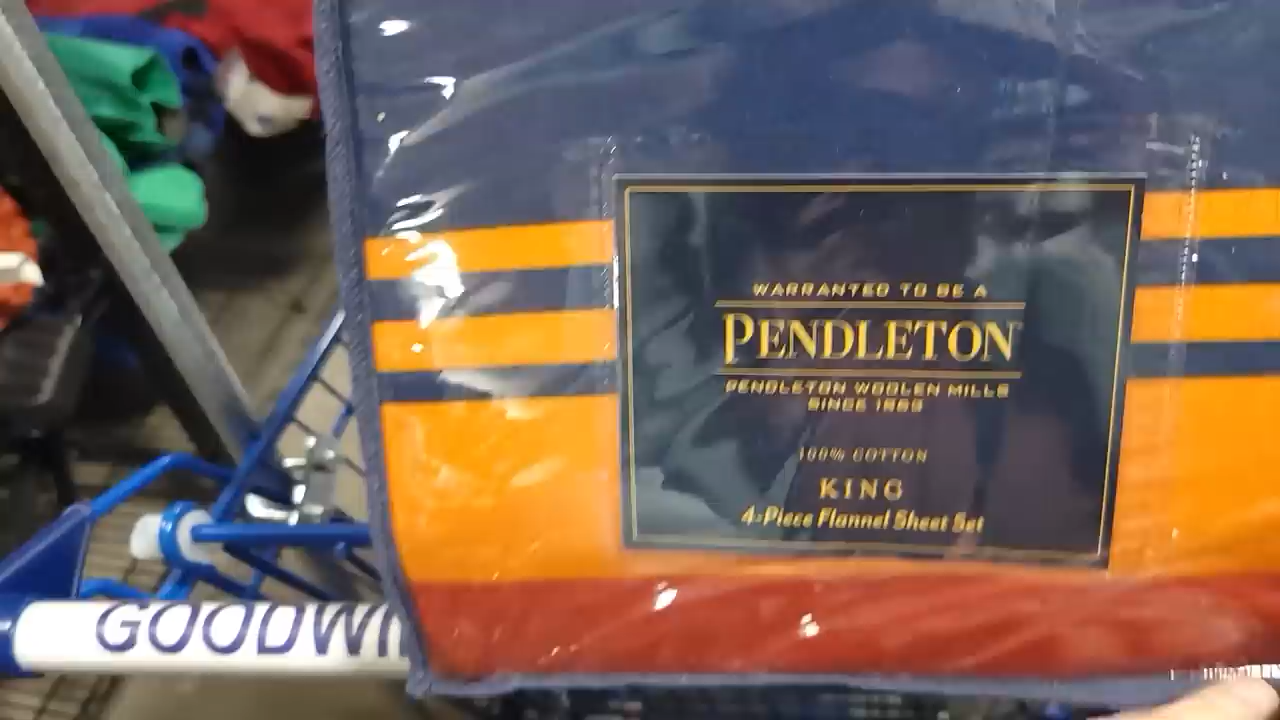 WARRANTED TO BE A
PENDLETON
PENDLETON WOOLEN MILLS
SINCE 1863
100% COTTON
KING
4-Piece Flannel Sheet Set
GOODWI